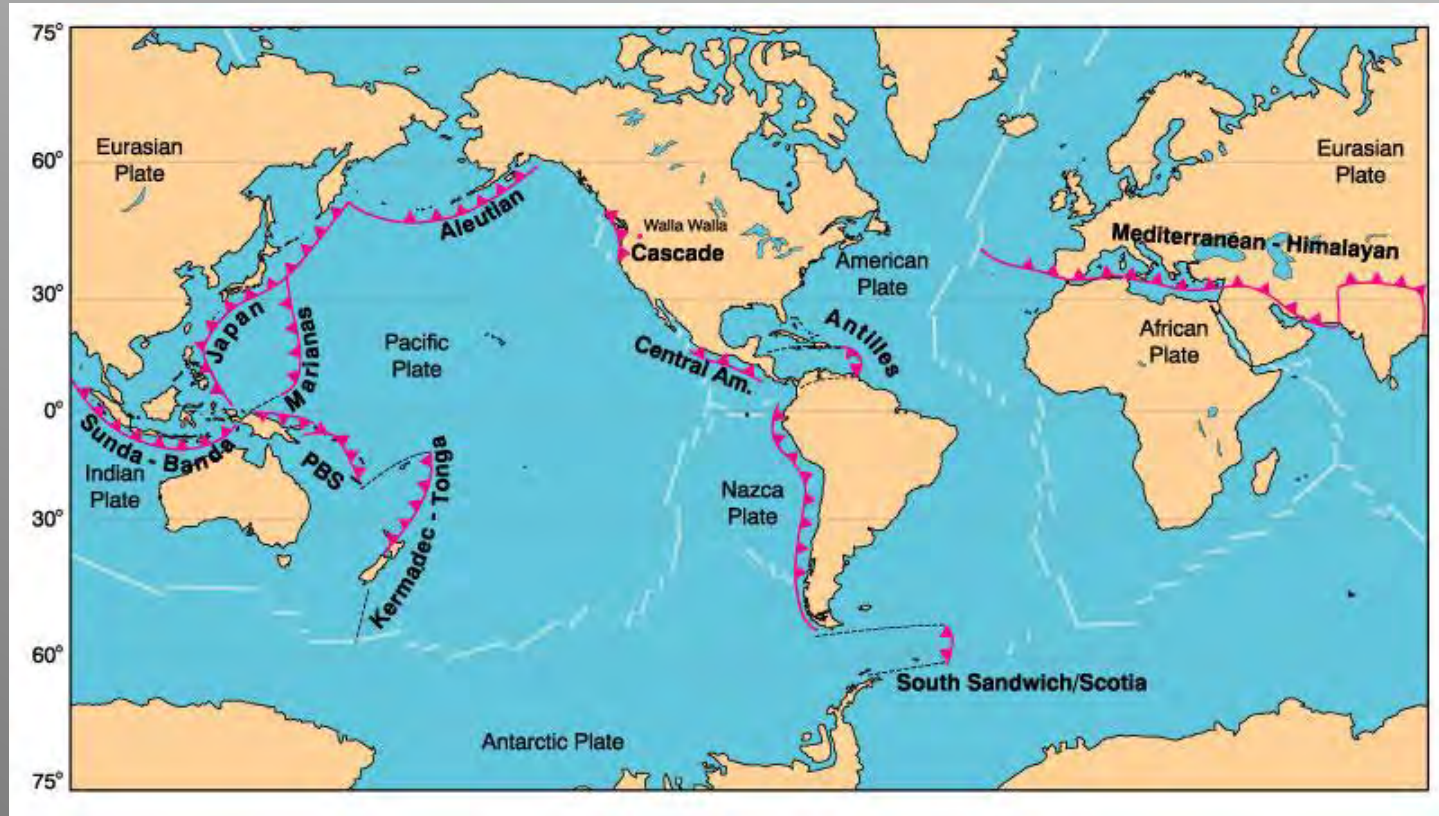 75°
60°
30°
0°
30°
60°
75°
Eurasian
Plate
Aleutian
Walla Walla
Cascade
American
Plate
Eurasian
Plate
Mediterranean - Himalayan
Japan
Marianas
Pacific
Plate
Central Am.
Antilles
African
Plate
Sunda - Banda
Indian
Plate
PBS
Kermadec - Tonga
Nazca
Plate
South Sandwich/Scotia
Antarctic Plate